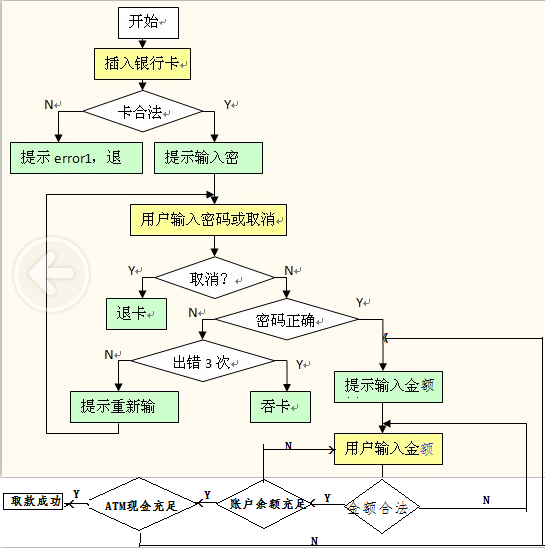 开始
插入银行卡
N
卡合法
Y
提示 error1，退
提示输入密
用户输入密码或取消
Y
取消？
N
退卡
N
密码正确
Y
N
出错 3 次
Y
提示输入金额
提示重新输
吞卡
N
用户输入金额
取款成功
Y
ATM现金充足
Y
账户余额充足
Y
金额合法
N
N